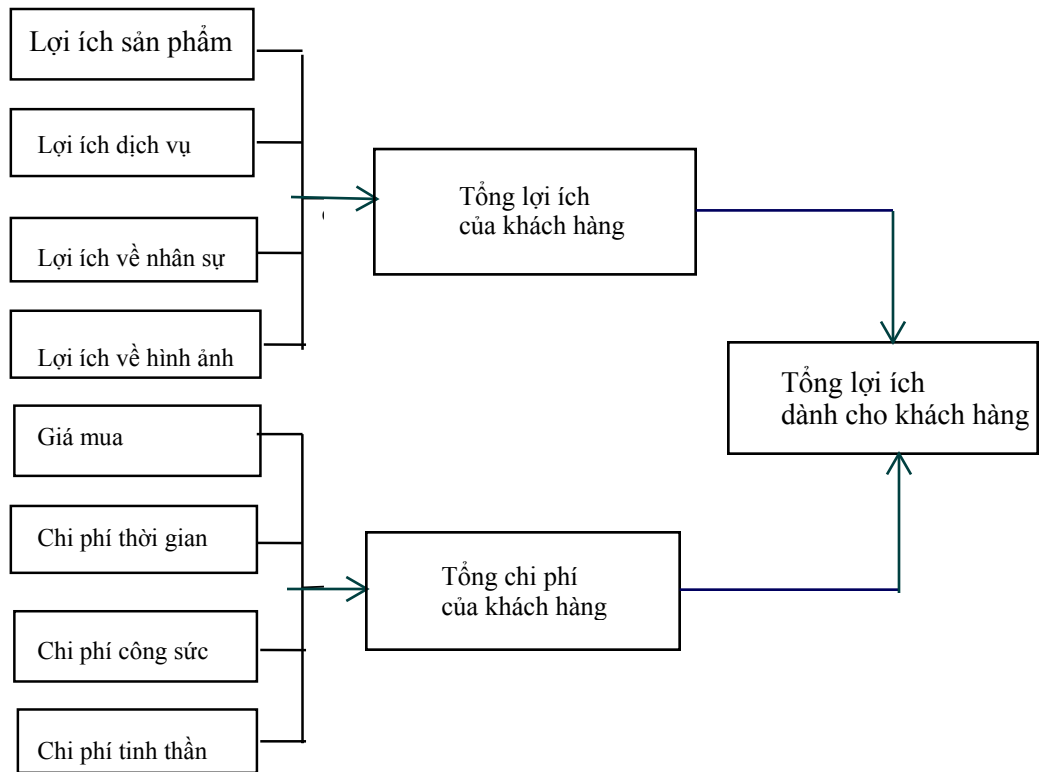 Lợi ích sản phẩm
Lợi ích dịch vụ
Lợi ích về nhân sự
Lợi ích về hình ảnh
Tổng lợi ích
của khách hàng
Giá mua
Chi phí thời gian
Chi phí công sức
Chi phí tinh thần
Tổng chi phí
của khách hàng
Tổng lợi ích
dành cho khách hàng